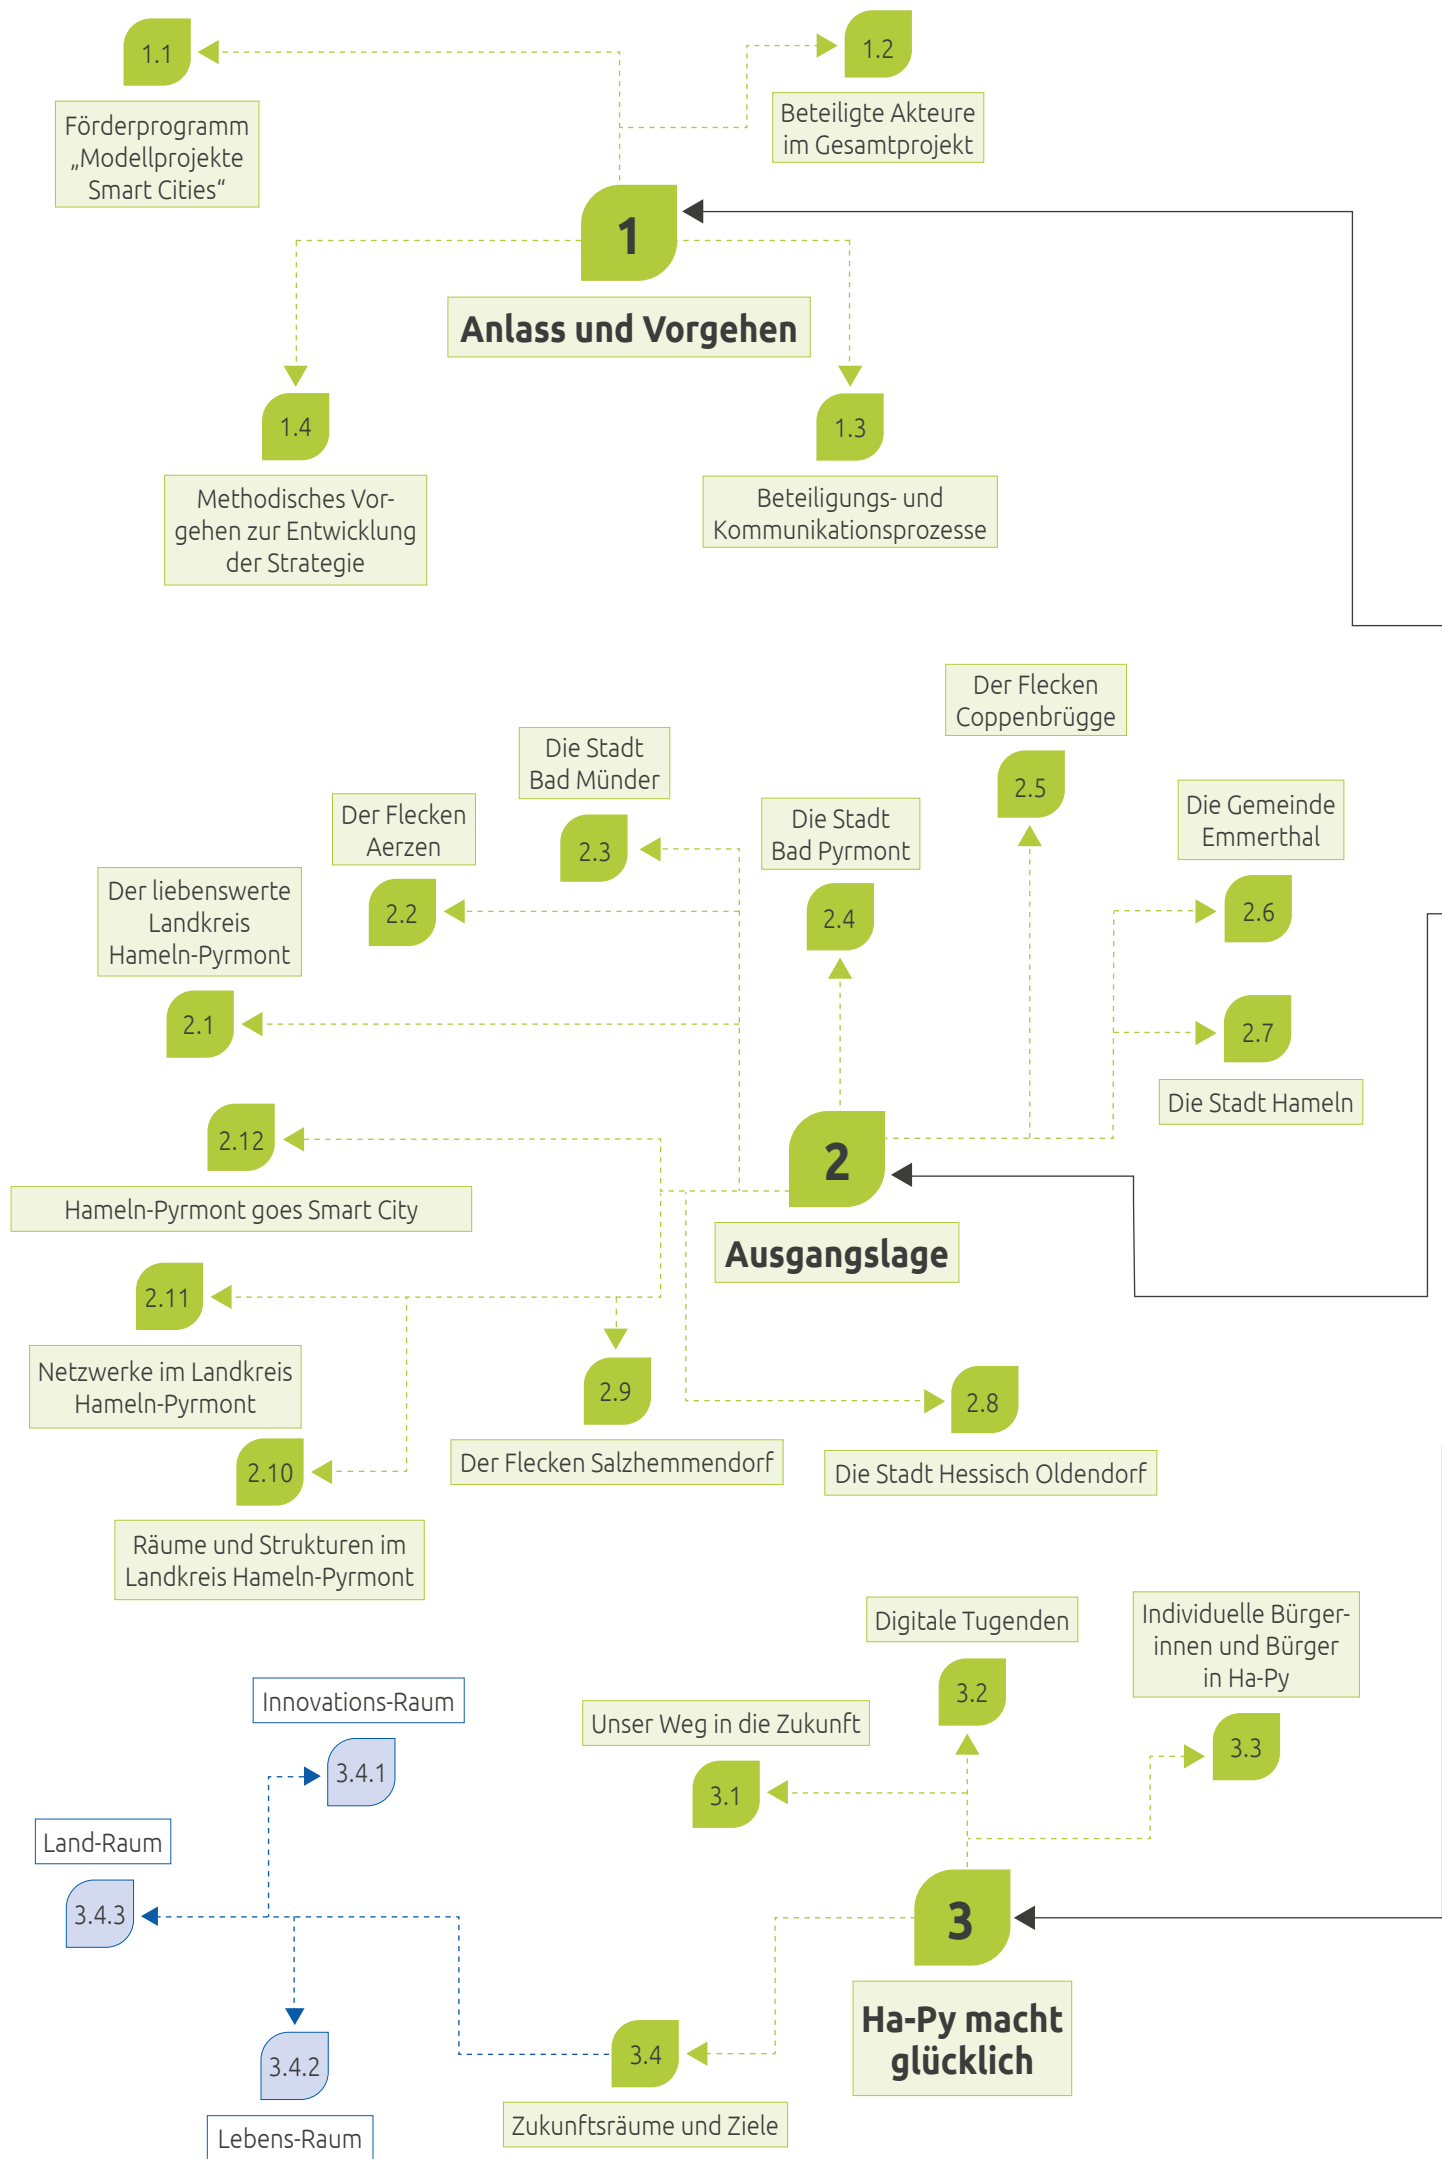 1.1
Förderprogramm
„Modellprojekte
Smart Cities“
1.2
Beteiligte Akteure
im Gesamtprojekt
1
Anlass und Vorgehen
1.4
Methodisches Vor-
gehen zur Entwicklung
der Strategie
1.3
Beteiligungs- und
Kommunikationsprozesse
Der liebenswerte
Landkreis
Hameln-Pyrmont
2.1
Der Flecken
Aerzen
2.2
Die Stadt
Bad Münder
2.3
Die Stadt
Bad Pyrmont
2.4
Der Flecken
Coppenbrügge
2.5
Die Gemeinde
Emmerthal
2.6
2.7
Die Stadt Hameln
2
Ausgangslage
2.12
Hameln-Pyrmont goes Smart City
2.11
Netzwerke im Landkreis
Hameln-Pyrmont
2.10
Räume und Strukturen im
Landkreis Hameln-Pyrmont
2.9
Der Flecken Salzhemmendorf
2.8
Die Stadt Hessisch Oldendorf
Unser Weg in die Zukunft
3.1
Digitale Tugenden
3.2
Individuelle Bürger-
innen und Bürger
in Ha-Py
3.3
3
Ha-Py macht
glücklich
3.4
Zukunftsräume und Ziele
Innovations-Raum
3.4.1
Land-Raum
3.4.3
3.4.2
Lebens-Raum